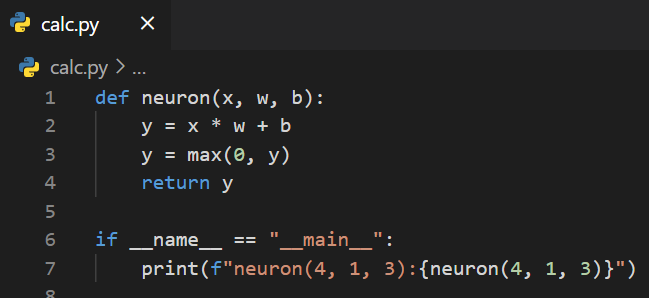 calc.py ×
calc.py > ...
1 def neuron(x, w, b):
2     y = x * w + b
3     y = max(0, y)
4     return y
5
6 if __name__ == "__main__":
7     print(f"neuron(4, 1, 3):{neuron(4, 1, 3)}")
8